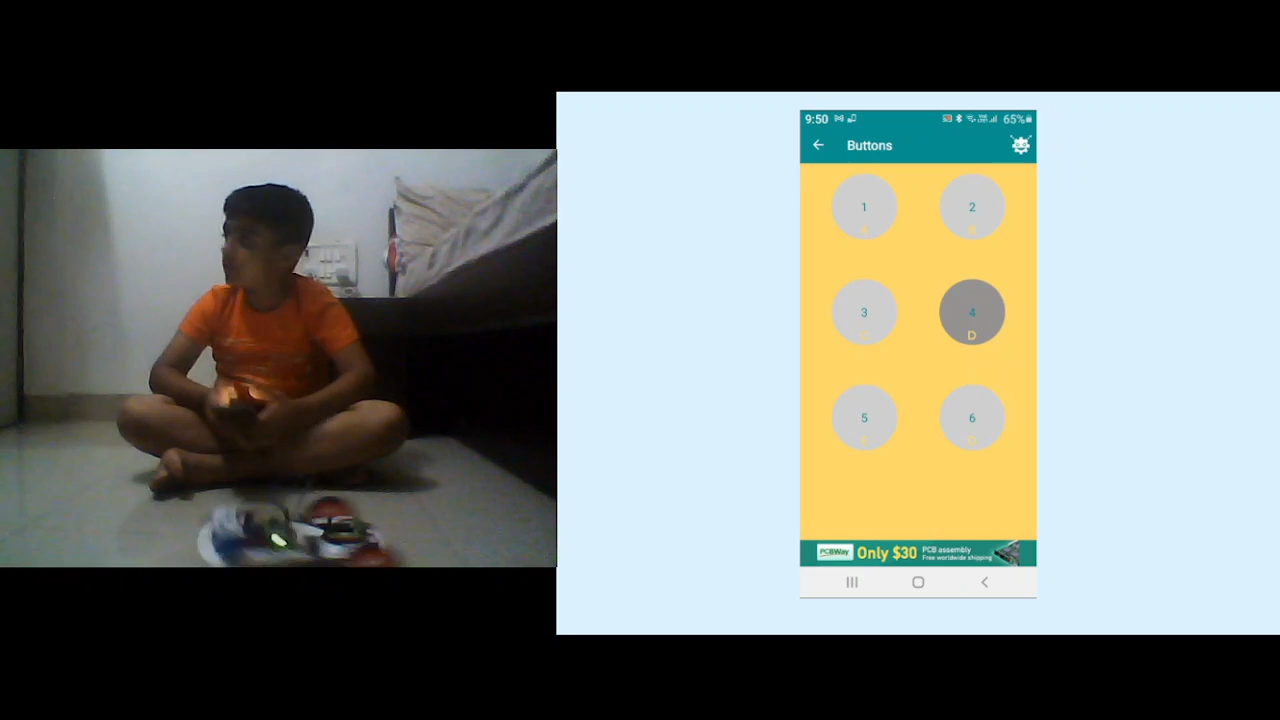 9:50 65%
Buttons
1 2
3 4
D
5 6
PCBWay Only $30 PCB assembly
Free worldwide shipping